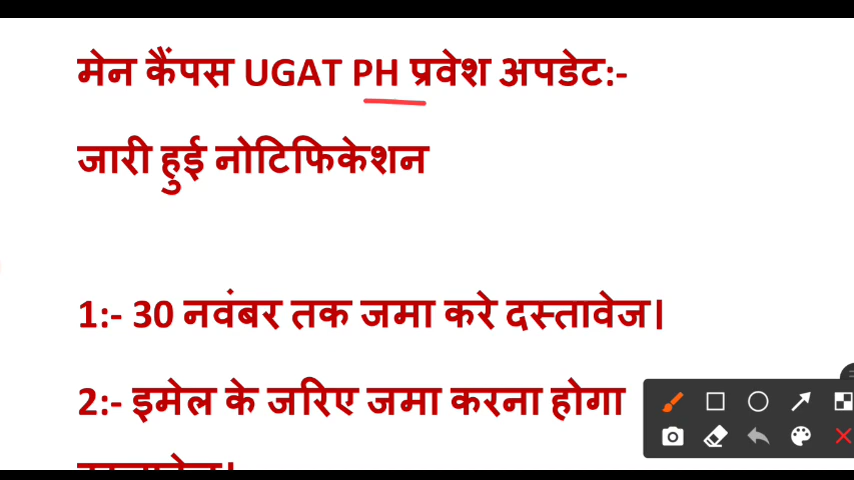 मेन कैंपस UGAT PH प्रवेश अपडेट:-
जारी हुई नोटिफिकेशन
1:- 30 नवंबर तक जमा करे दस्तावेज।
2:- इमेल के जरिए जमा करना होगा